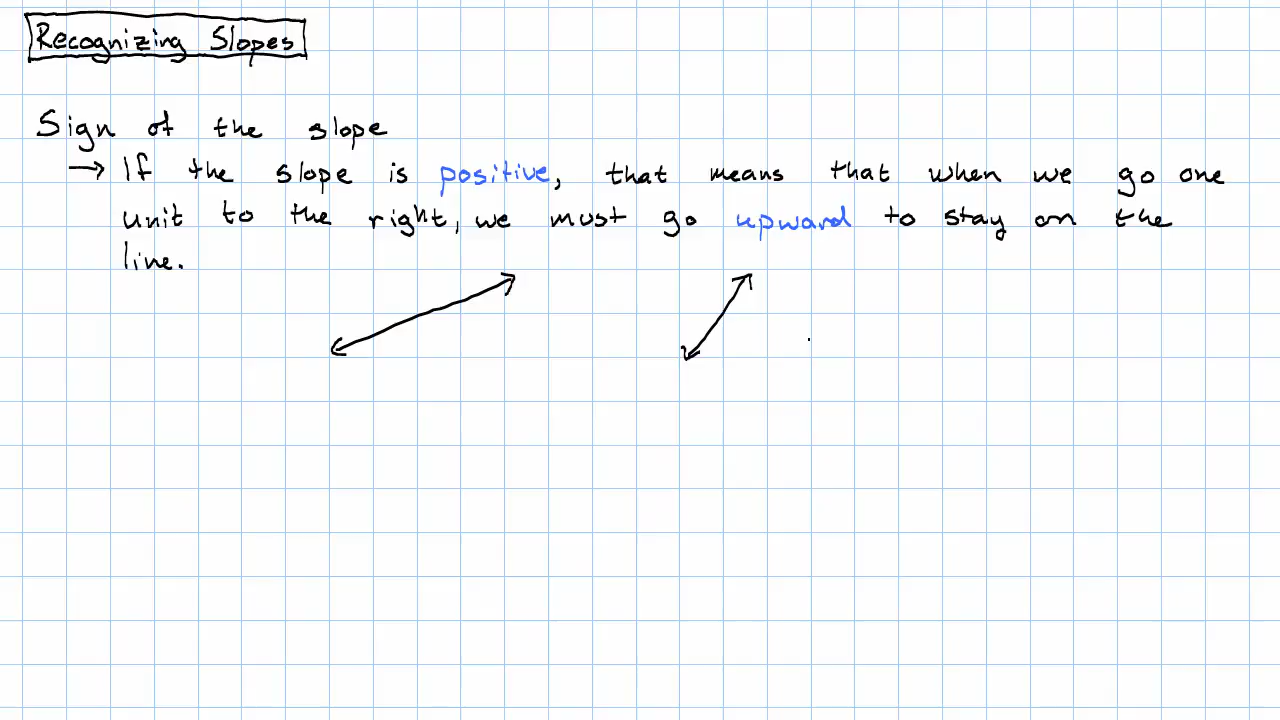 Recognizing Slopes
Sign of the slope
→ If the slope is positive, that means that when we go one
unit to the right, we must go upward to stay on the
line.